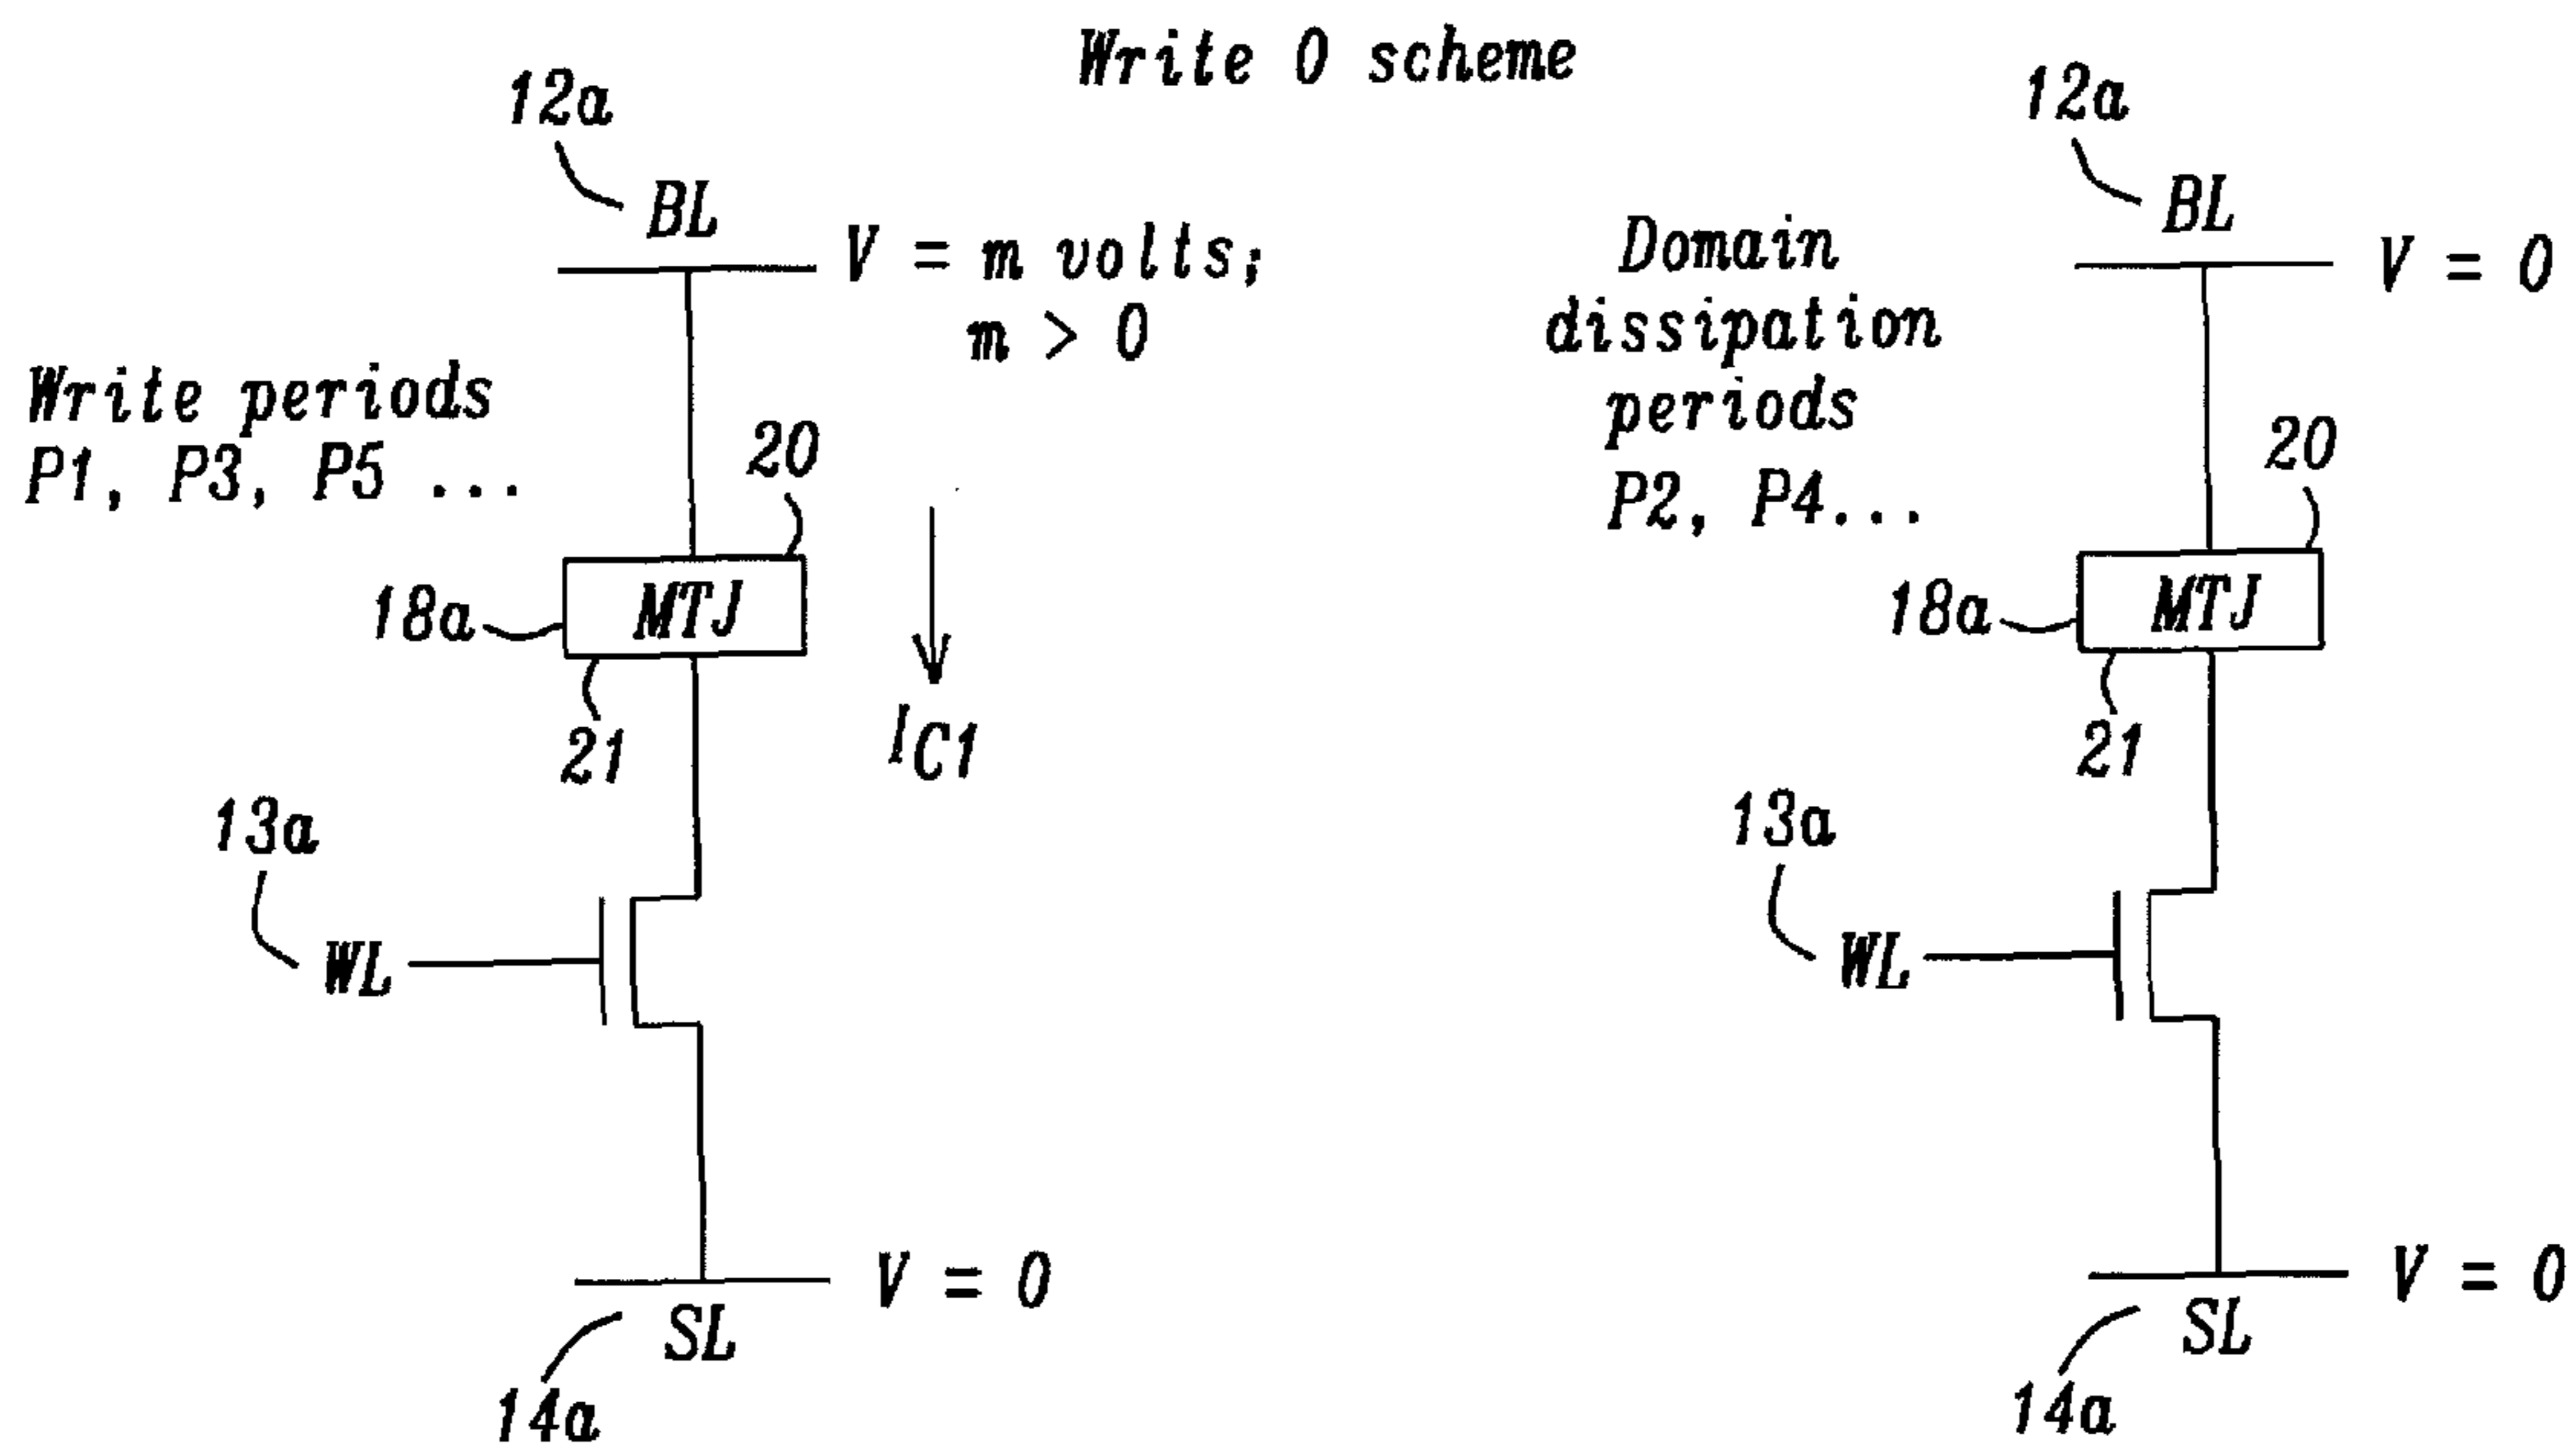 Write 0 scheme
12a
BL
V = m volts;
m > 0
Write periods
P1, P3, P5 ...
20
18a
MTJ
21
IC1
13a
WL
V = 0
SL
14a
12a
BL
V = 0
Domain
dissipation
periods
P2, P4...
20
18a
MTJ
21
13a
WL
V = 0
SL
14a